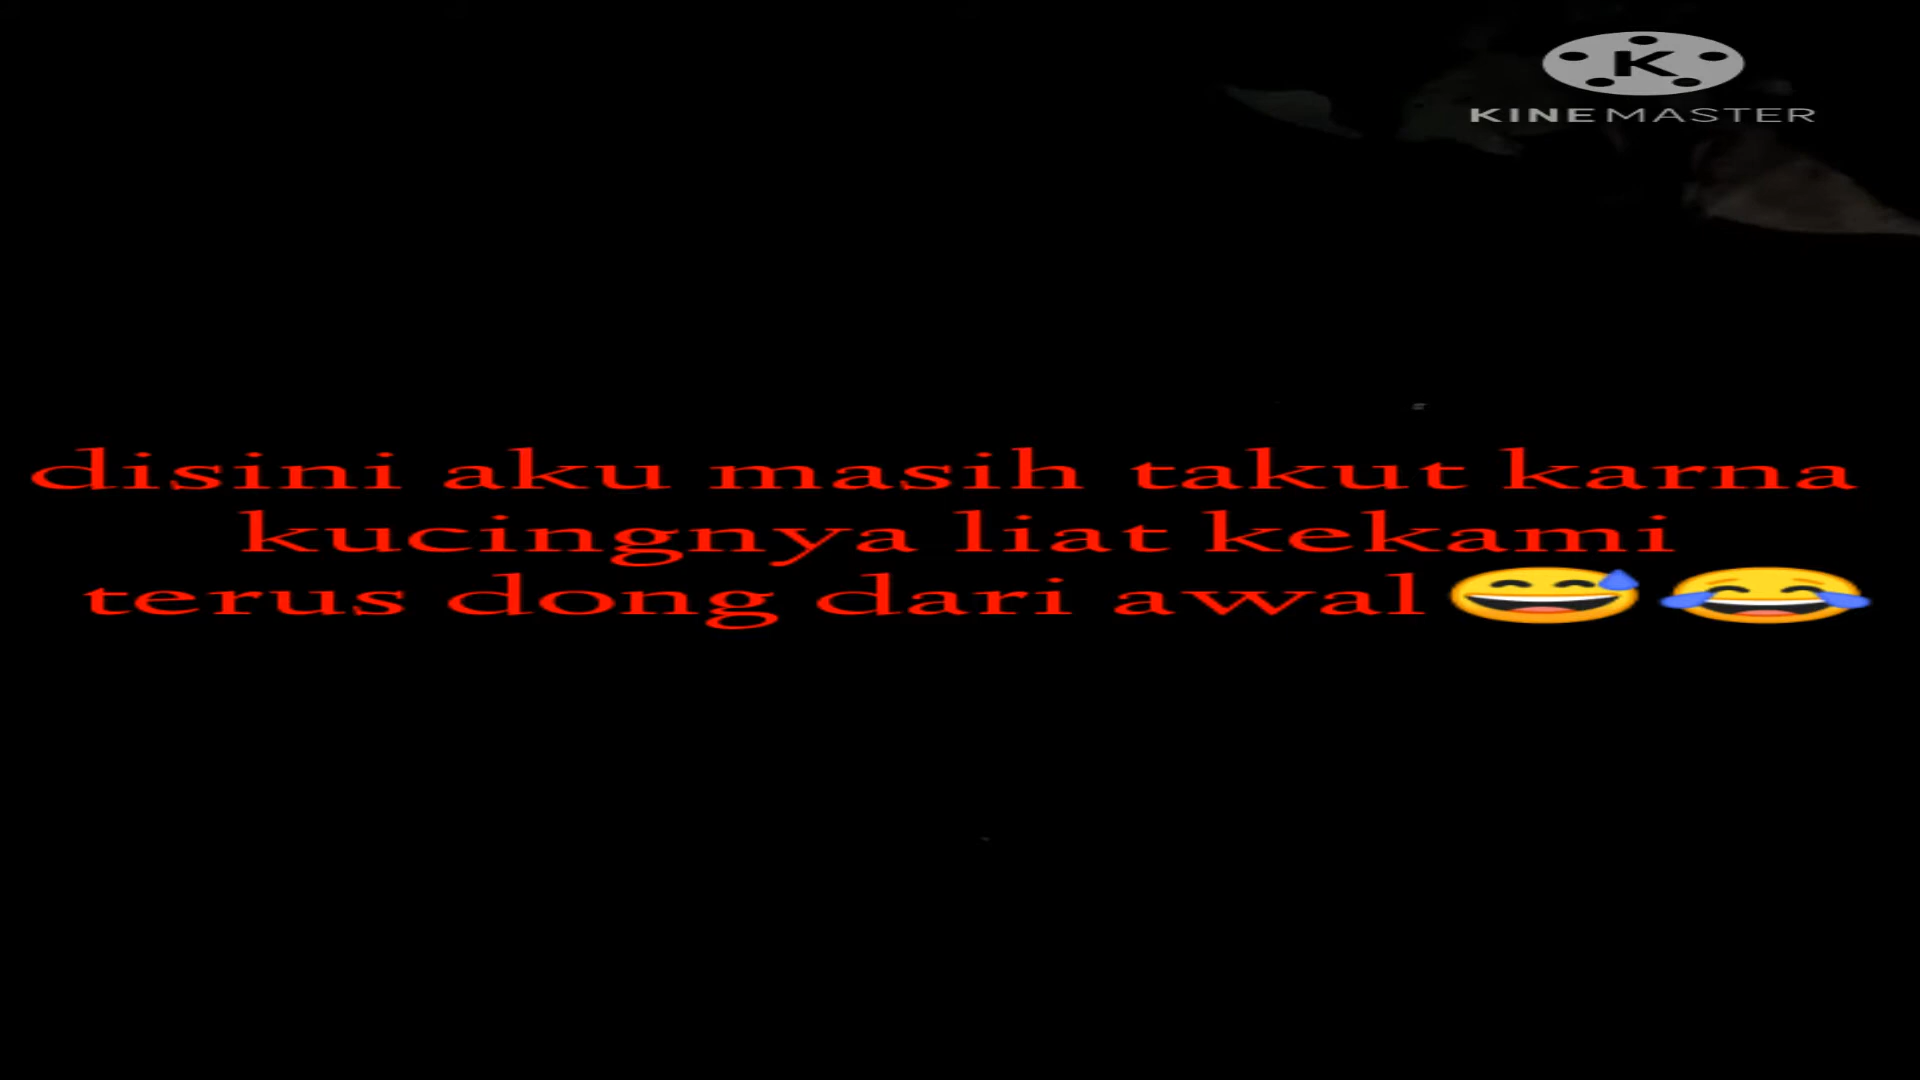 KINEMASTER
disini aku masih takut karna
kucingnya liat kekami
terus dong dari awal 😅 😂